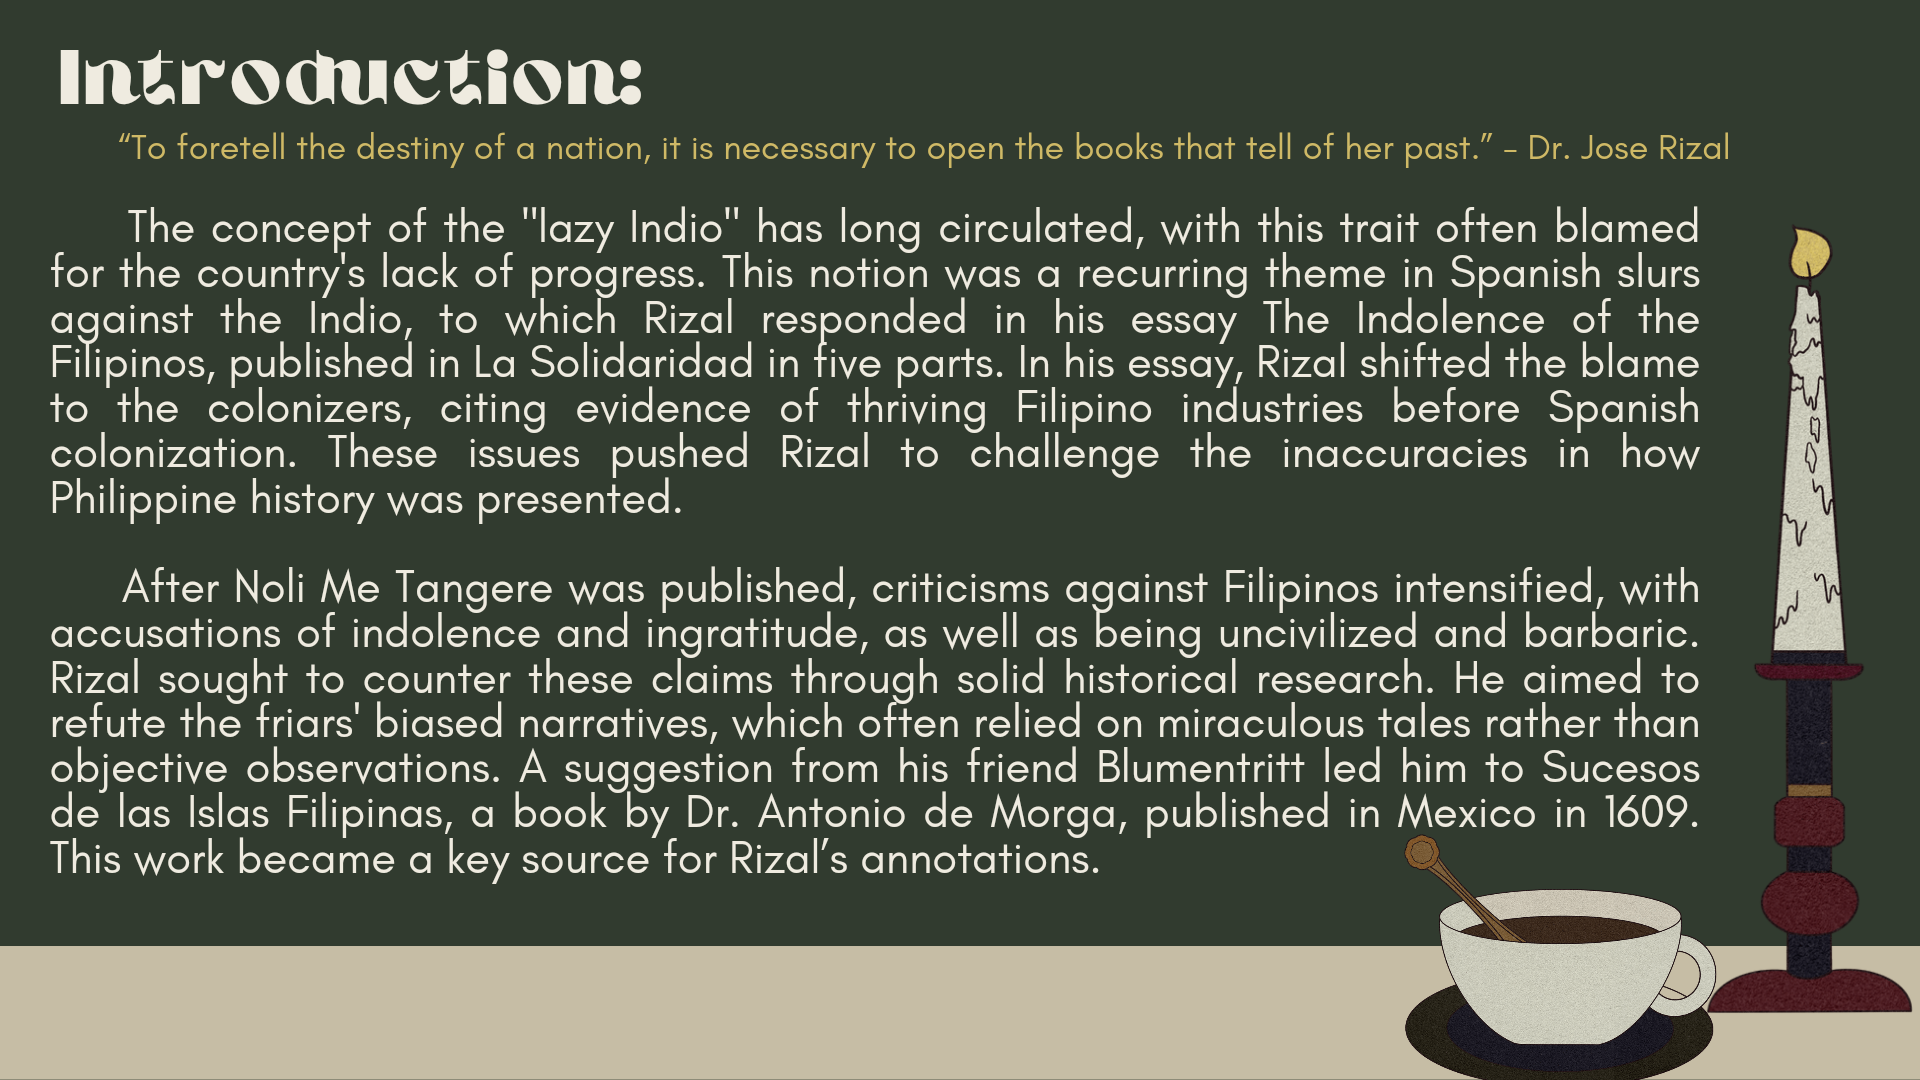 Introduction:
“To foretell the destiny of a nation, it is necessary to open the books that tell of her past.” – Dr. Jose Rizal
The concept of the "lazy Indio" has long circulated, with this trait often blamed
for the country's lack of progress. This notion was a recurring theme in Spanish slurs
against the Indio, to which Rizal responded in his essay The Indolence of the
Filipinos, published in La Solidaridad in five parts. In his essay, Rizal shifted the blame
to the colonizers, citing evidence of thriving Filipino industries before Spanish
colonization. These issues pushed Rizal to challenge the inaccuracies in how
Philippine history was presented.
After Noli Me Tangere was published, criticisms against Filipinos intensified, with
accusations of indolence and ingratitude, as well as being uncivilized and barbaric.
Rizal sought to counter these claims through solid historical research. He aimed to
refute the friars' biased narratives, which often relied on miraculous tales rather than
objective observations. A suggestion from his friend Blumentritt led him to Sucesos
de las Islas Filipinas, a book by Dr. Antonio de Morga, published in Mexico in 1609.
This work became a key source for Rizal’s annotations.